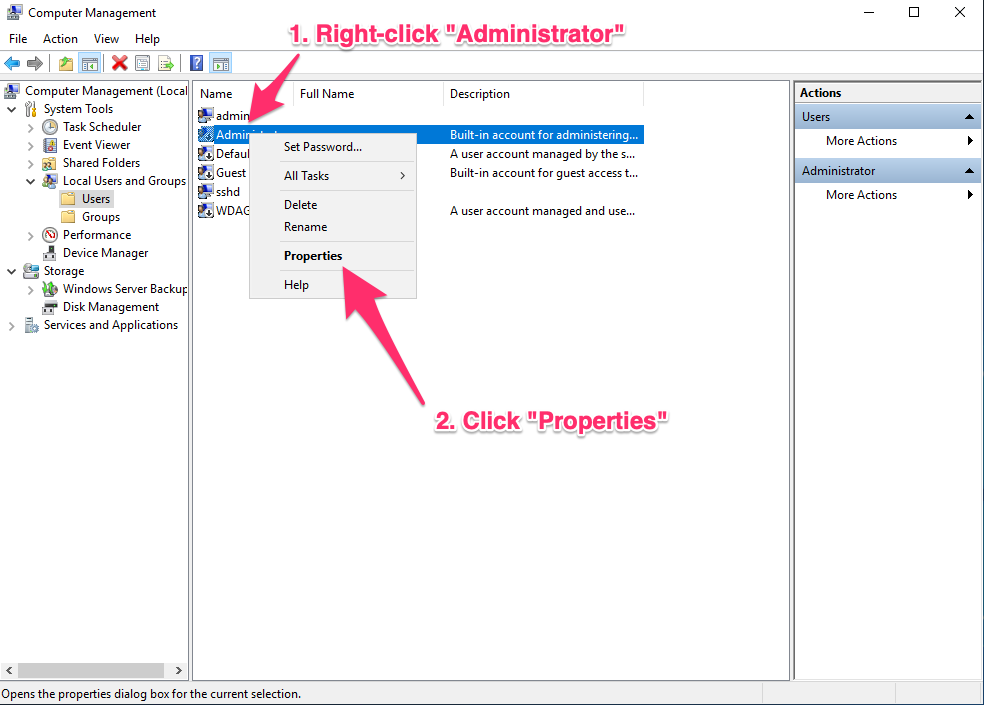 Computer Management
1. Right-click "Administrator"
File Action View Help
Computer Management (Local
System Tools
Task Scheduler
Event Viewer
Shared Folders
Local Users and Groups
Users
Groups
Performance
Device Manager
Storage
Windows Server Backup
Disk Management
Services and Applications
Name Full Name Description
admin
Built-in account for administering...
Defaul A user account managed by the s...
Guest Built-in account for guest access t...
sshd
WDAG A user account managed and use...
Set Password...
All Tasks
Delete
Rename
Properties
Help
2. Click "Properties"
Actions
Users
More Actions
Administrator
More Actions
Opens the properties dialog box for the current selection.